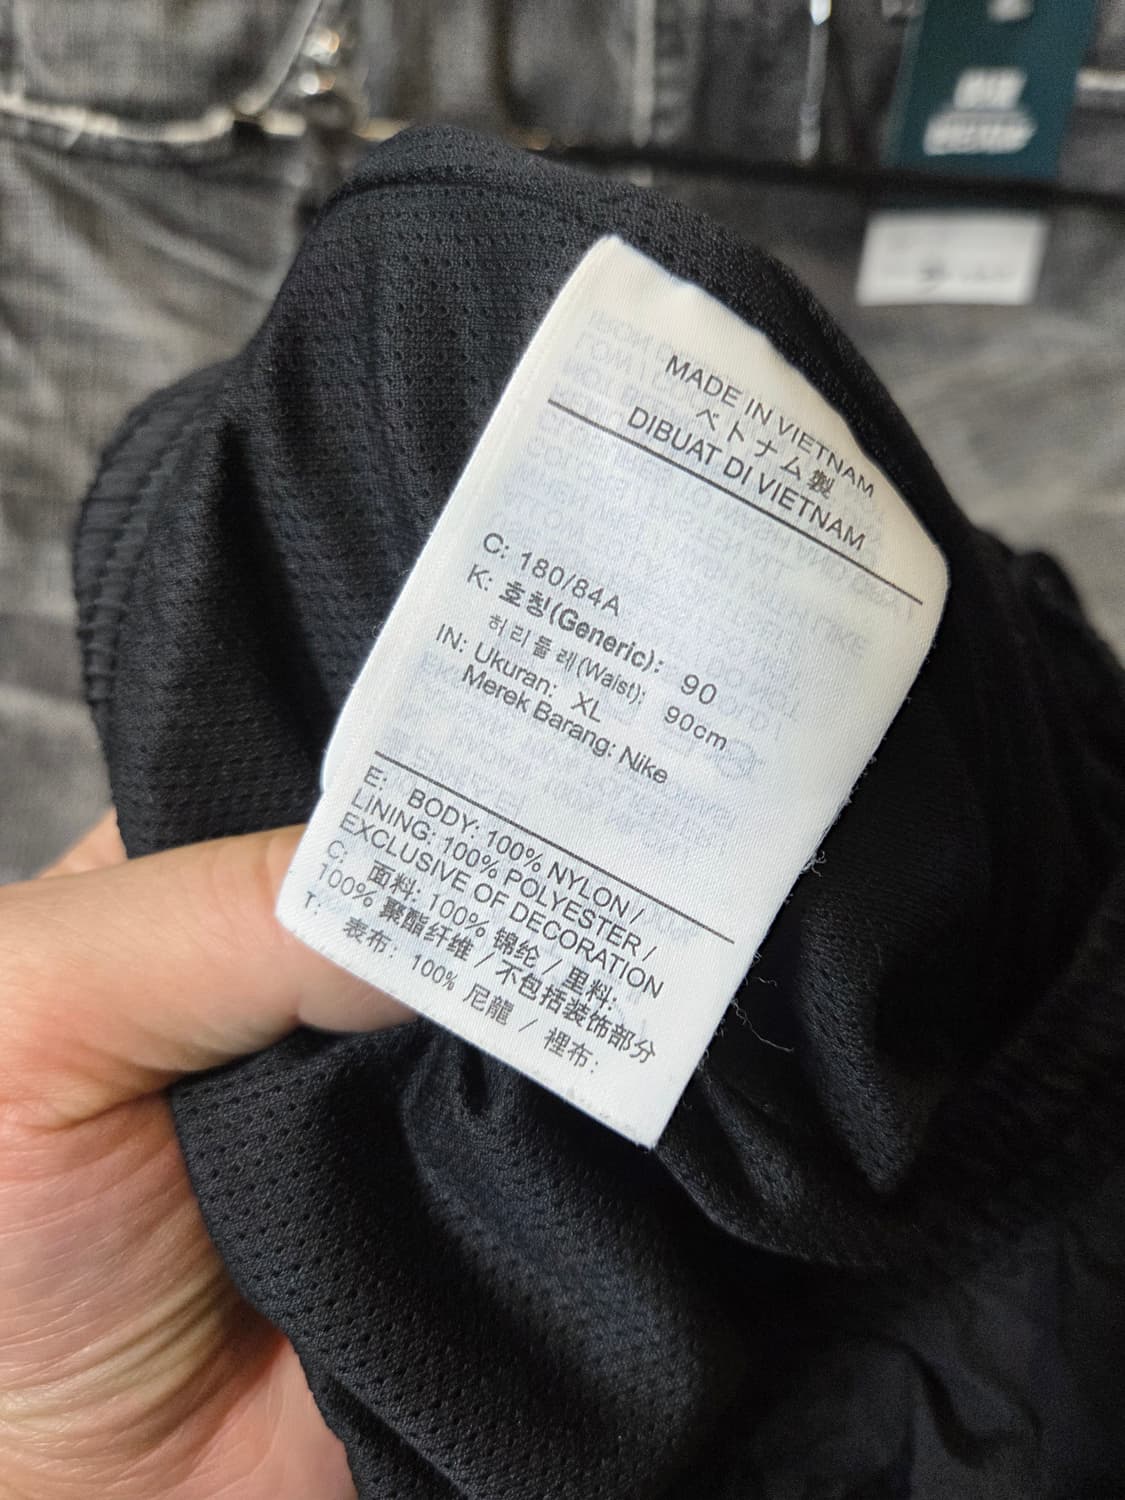 MADE IN VIETNAM
ベトナム製
DIBUAT DI VIETNAM
C: 180/84A
K: 호칭(Generic): 90
허리둘레(Waist): 90cm
IN: Ukuran: XL
Merek Barang: Nike
E: BODY: 100% NYLON /
LINING: 100% POLYESTER /
EXCLUSIVE OF DECORATION
C: 面料: 100% 锦纶 / 里料:
100% 聚酯纤维 / 不包括装饰部分
T: 表布: 100% 尼龍 / 裡布: